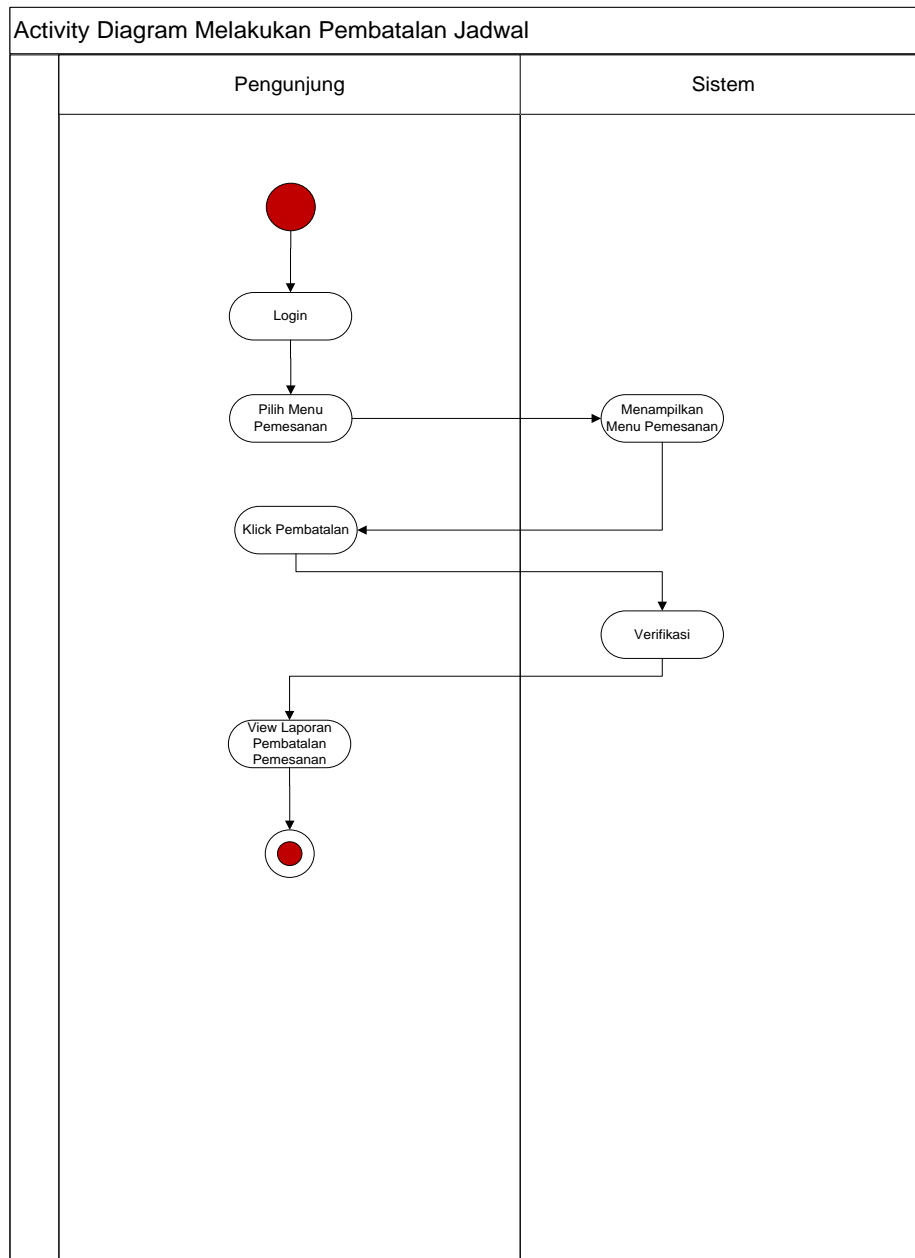 Activity Diagram Melakukan Pembatalan Jadwal
Pengunjung
Sistem
Login
Pilih Menu
Pemesanan
Menampilkan
Menu Pemesanan
Klick Pembatalan
Verifikasi
View Laporan
Pembatalan
Pemesanan